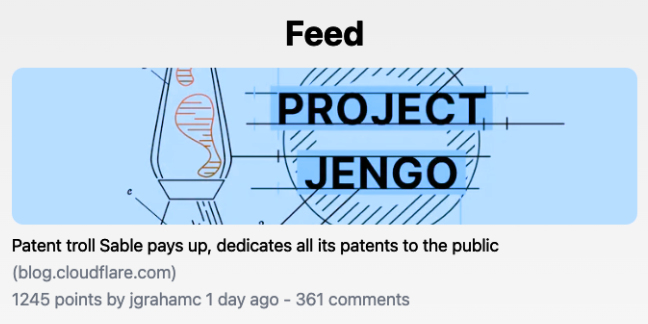 Feed
PROJECT
JENGO
Patent troll Sable pays up, dedicates all its patents to the public
(blog.cloudflare.com)
1245 points by jgrahamc 1 day ago - 361 comments